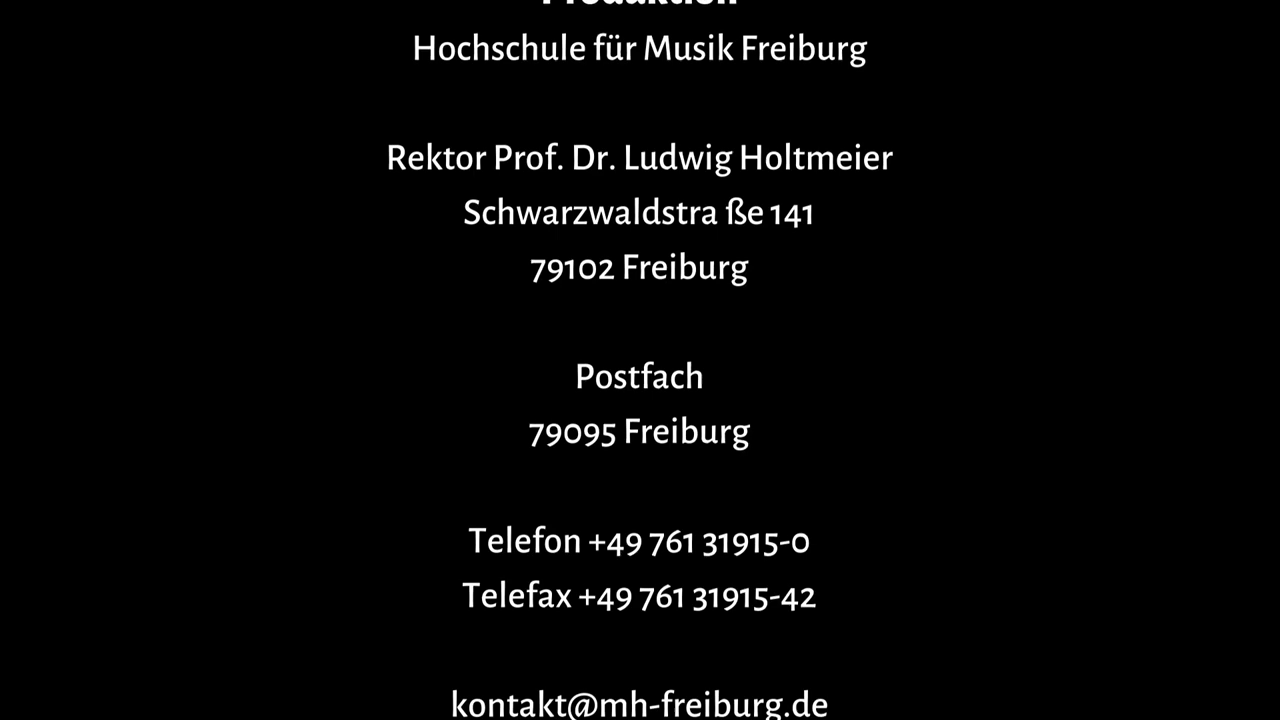 Produktion
Hochschule für Musik Freiburg
Rektor Prof. Dr. Ludwig Holtmeier
Schwarzwaldstra ße 141
79102 Freiburg
Postfach
79095 Freiburg
Telefon +49 761 31915-0
Telefax +49 761 31915-42
kontakt@mh-freiburg.de